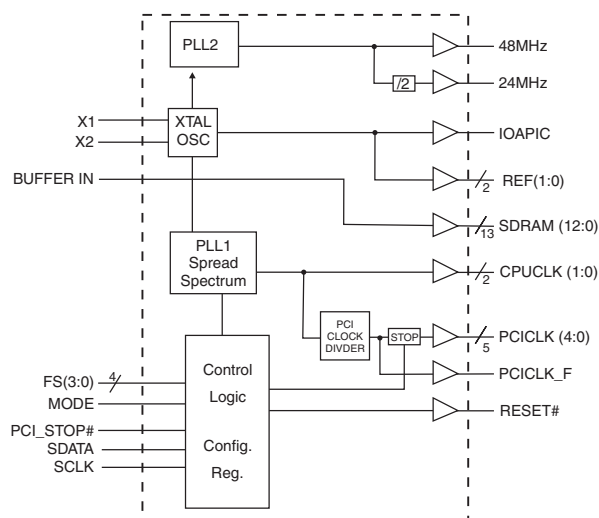 PLL2
48MHz
/2
24MHz
X1
X2
XTAL
OSC
IOAPIC
BUFFER IN
2
REF(1:0)
13
SDRAM (12:0)
PLL1
Spread
Spectrum
2
CPUCLK (1:0)
PCI
CLOCK
DIVDER
STOP
5
PCICLK (4:0)
PCICLK_F
FS(3:0)
4
MODE
PCI_STOP#
SDATA
SCLK
Control
Logic
Config.
Reg.
RESET#